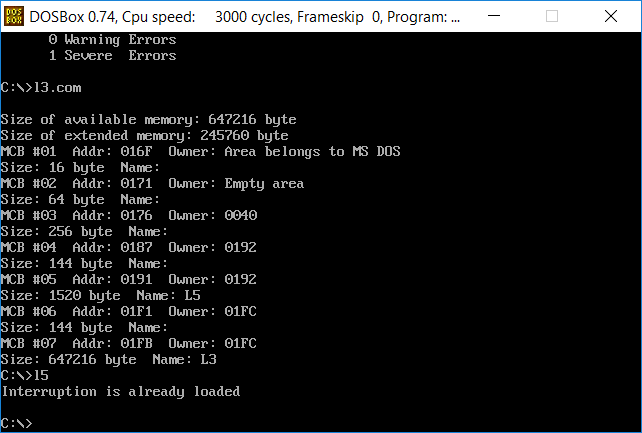 DOS BOX
DOSBox 0.74, Cpu speed: 3000 cycles, Frameskip 0, Program: ...
0 Warning Errors
1 Severe Errors
C:\>l3.com
Size of available memory: 647216 byte
Size of extended memory: 245760 byte
MCB #01 Addr: 016F Owner: Area belongs to MS DOS
Size: 16 byte Name:
MCB #02 Addr: 0171 Owner: Empty area
Size: 64 byte Name:
MCB #03 Addr: 0176 Owner: 0040
Size: 256 byte Name:
MCB #04 Addr: 0187 Owner: 0192
Size: 144 byte Name:
MCB #05 Addr: 0191 Owner: 0192
Size: 1520 byte Name: L5
MCB #06 Addr: 01F1 Owner: 01FC
Size: 144 byte Name:
MCB #07 Addr: 01FB Owner: 01FC
Size: 647216 byte Name: L3
C:\>l5
Interruption is already loaded
C:\>